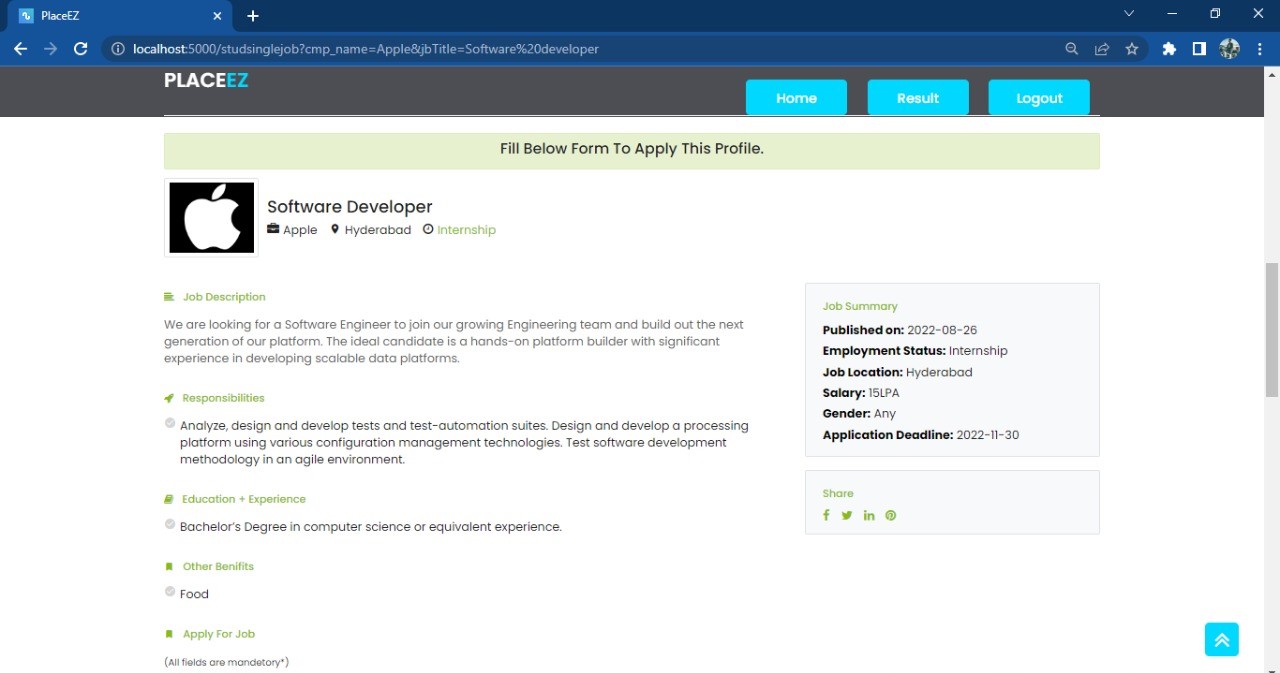 PlaceEZ
localhost:5000/studsinglejob?cmp_name=Apple&jbTitle=Software%20developer
PLACEEZ
Home
Result
Logout
Fill Below Form To Apply This Profile.
Software Developer
Apple Hyderabad Internship
Job Description
We are looking for a Software Engineer to join our growing Engineering team and build out the next
generation of our platform. The ideal candidate is a hands-on platform builder with significant
experience in developing scalable data platforms.
Responsibilities
Analyze, design and develop tests and test-automation suites. Design and develop a processing
platform using various configuration management technologies. Test software development
methodology in an agile environment.
Education + Experience
Bachelor's Degree in computer science or equivalent experience.
Other Benifits
Food
Apply For Job
(All fields are mandetory*)
Job Summary
Published on: 2022-08-26
Employment Status: Internship
Job Location: Hyderabad
Salary: 15LPA
Gender: Any
Application Deadline: 2022-11-30
Share